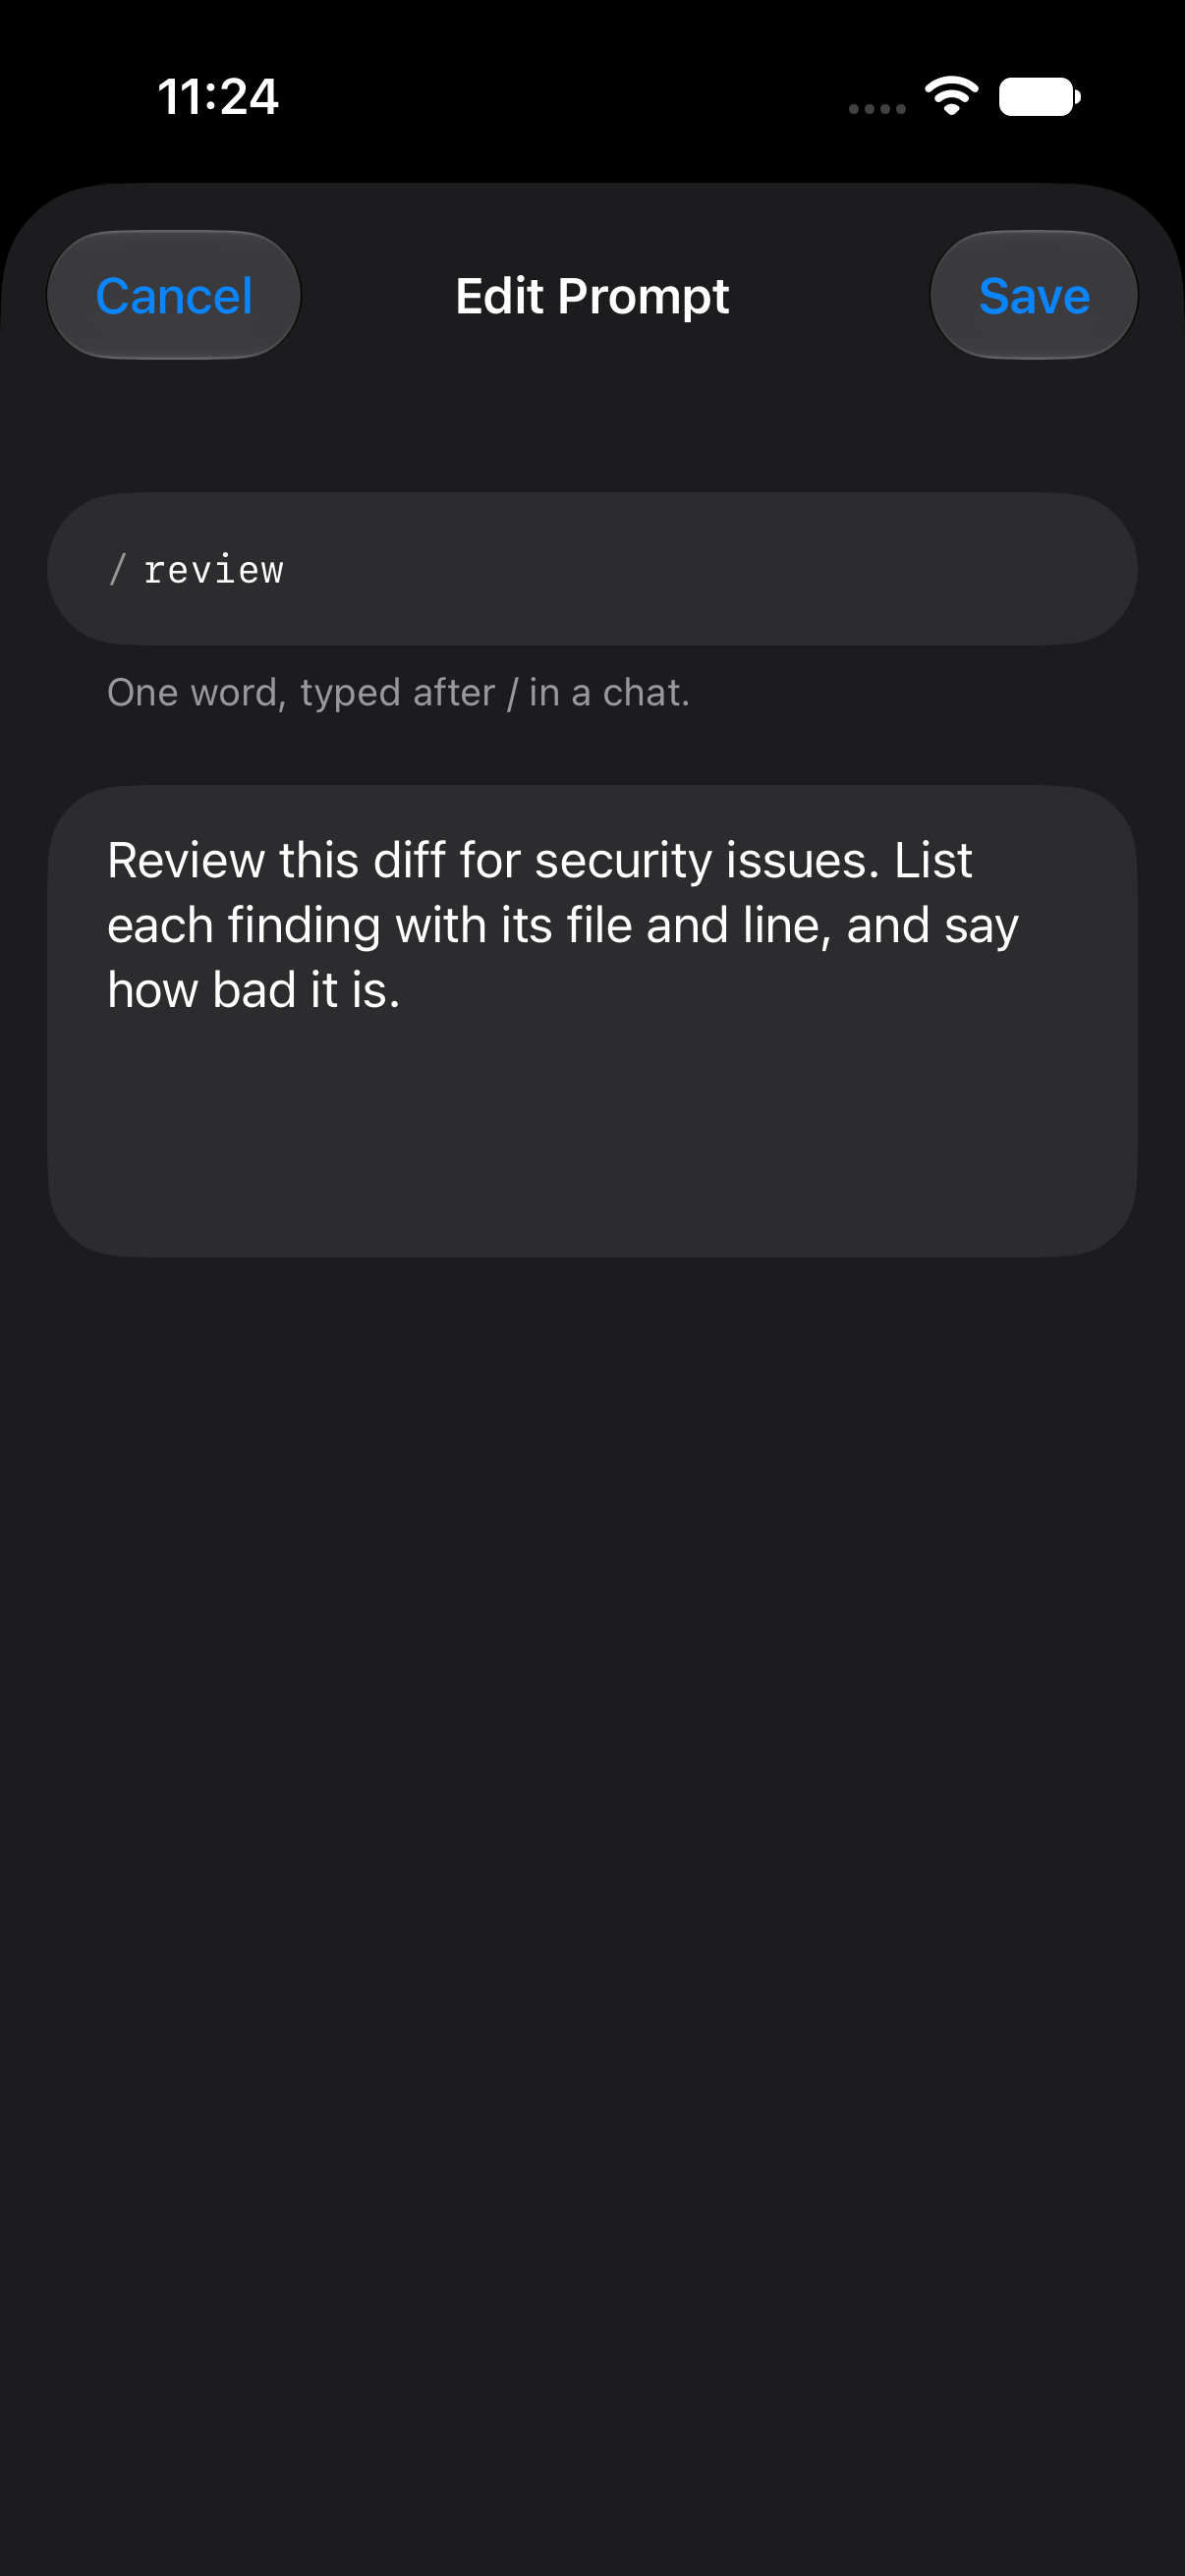 11:24
Cancel
Edit Prompt
Save
/ review
One word, typed after / in a chat.
Review this diff for security issues. List
each finding with its file and line, and say
how bad it is.